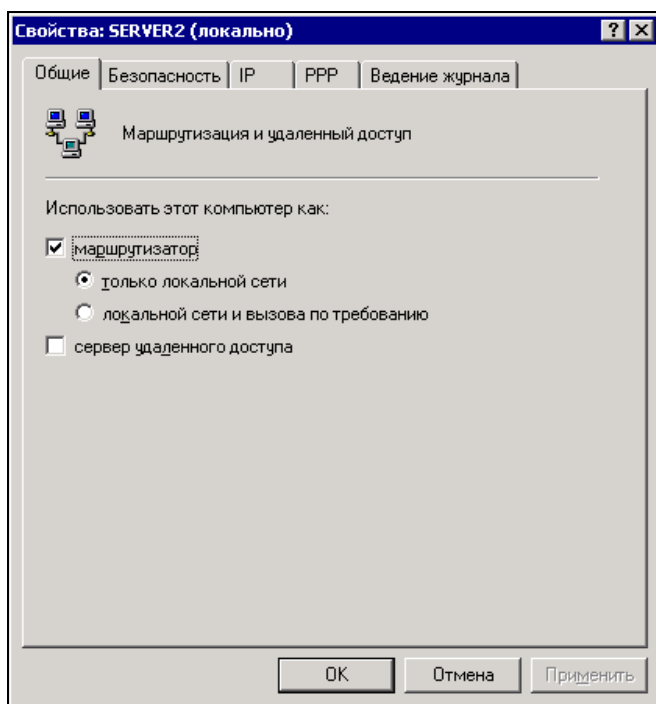 Свойства: SERVER2 (локально)
Общие Безопасность IP PPP Ведение журнала
Маршрутизация и удаленный доступ
Использовать этот компьютер как:
маршрутизатор
только локальной сети
локальной сети и вызова по требованию
сервер удаленного доступа
OK Отмена Применить